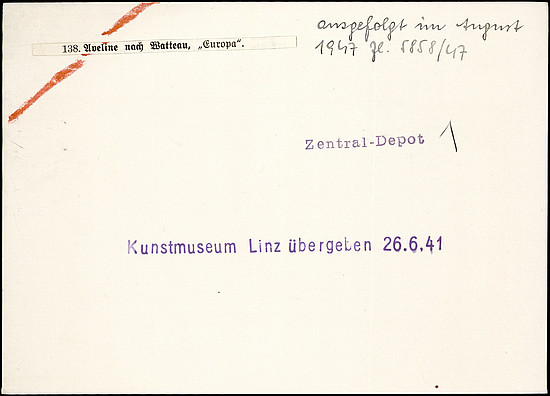 138. Aveline nach Watteau, „Europa“.
ausgefolgt im August
1947 Zl. 5858/47
Zentral-Depot
Kunstmuseum Linz übergeben 26.6.41